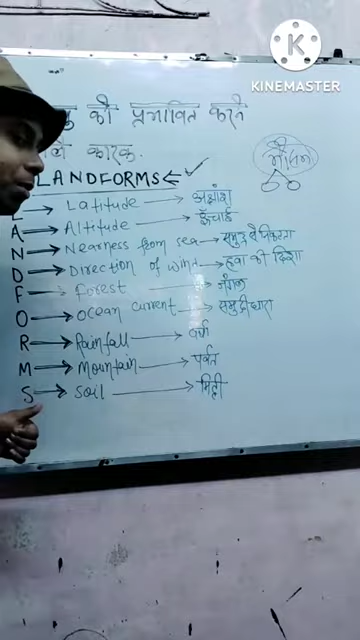 KINEMASTER
को प्रभावित करने
कारक
मौसम
LANDFORMS ← ✓
→ Latitude → अक्षांश
A → Altitude → ऊँचाई
N → Nearness from sea → समुद्र से निकटता
D → Direction of wind → हवा की दिशा
F → Forest → जंगल
O → Ocean current → समुद्री धारा
R → Rainfall → वर्षा
M → Mountain → पर्वत
S → Soil → मिट्टी